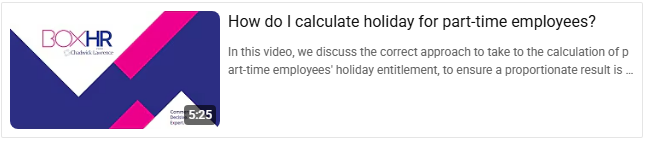 BOXHR
Chadwick Lawrence
5:25
How do I calculate holiday for part-time employees?
In this video, we discuss the correct approach to take to the calculation of p
art-time employees' holiday entitlement, to ensure a proportionate result is ...